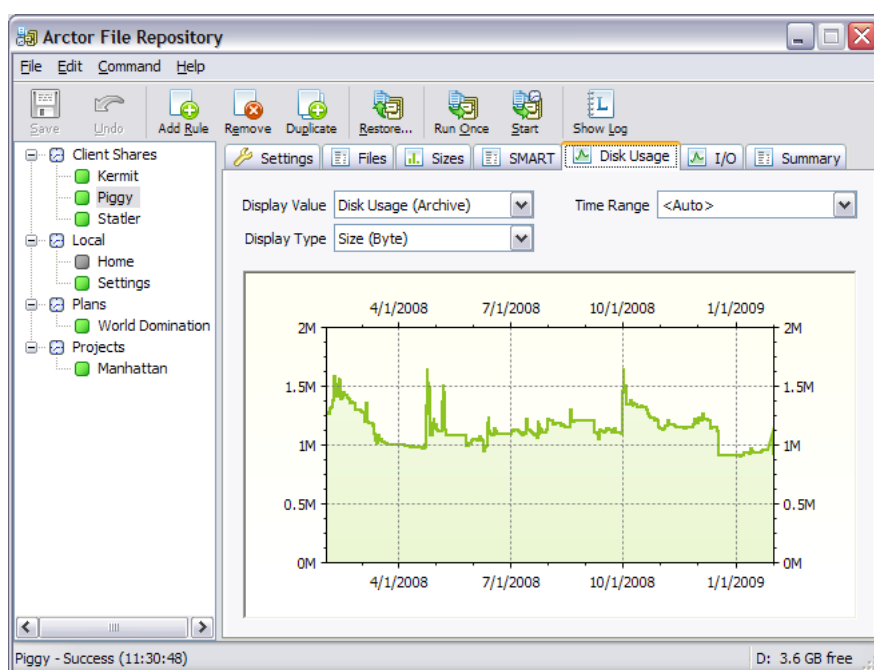 Arctor File Repository
File Edit Command Help
Save Undo Add Rule Remove Duplicate Restore... Run Once Start Show Log
Client Shares
Kermit
Piggy
Statler
Local
Home
Settings
Plans
World Domination
Projects
Manhattan
Settings Files Sizes SMART Disk Usage I/O Summary
Display Value Disk Usage (Archive) Time Range <Auto>
Display Type Size (Byte)
4/1/2008 7/1/2008 10/1/2008 1/1/2009
2M 2M
1.5M 1.5M
1M 1M
0.5M 0.5M
0M 0M
4/1/2008 7/1/2008 10/1/2008 1/1/2009
Piggy - Success (11:30:48) D: 3.6 GB free